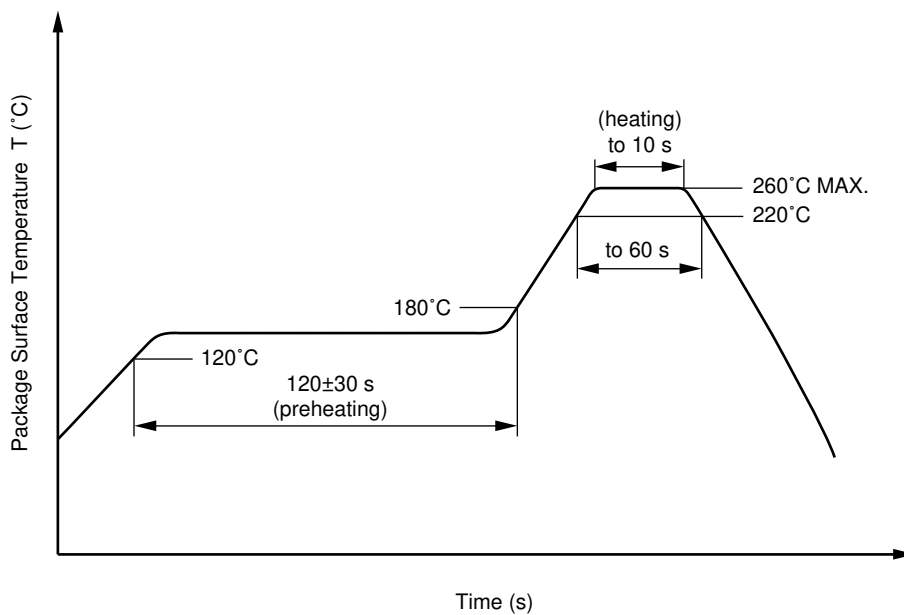 Package Surface Temperature T (˚C)
(heating)
to 10 s
260˚C MAX.
220˚C
to 60 s
180˚C
120˚C
120±30 s
(preheating)
Time (s)